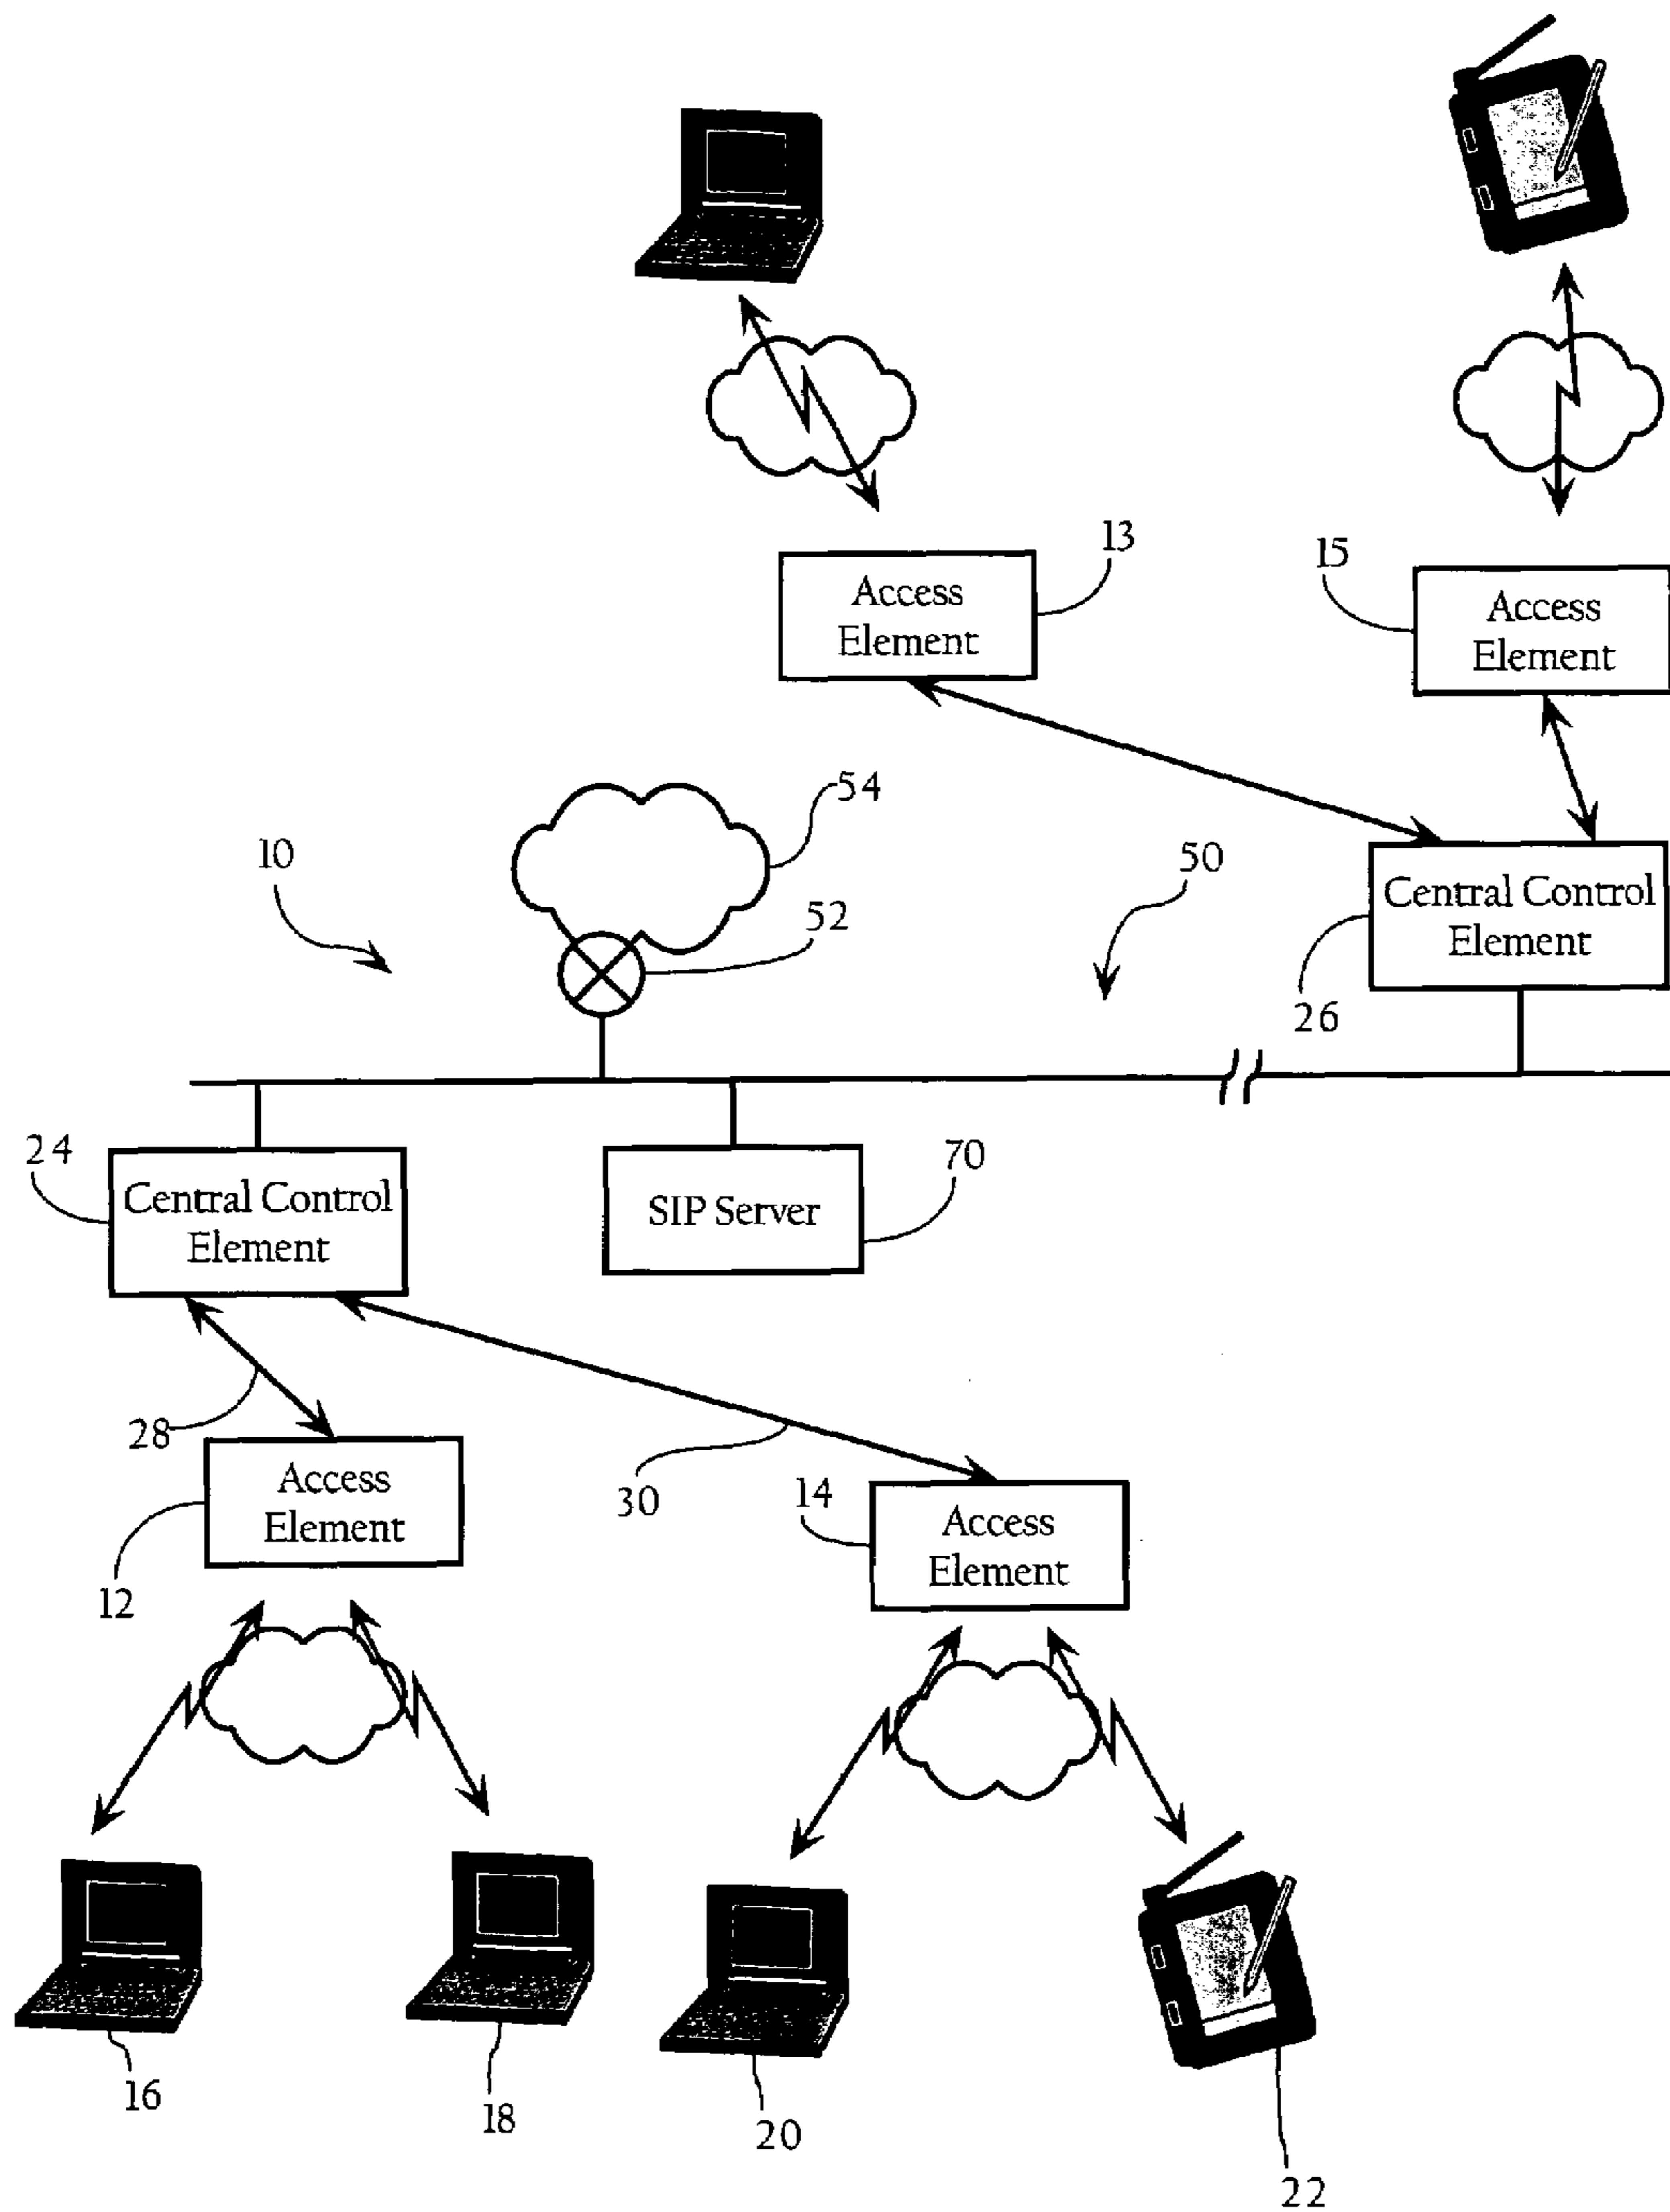 13
Access
Element
15
Access
Element
54
10
52
50
Central Control
Element
26
24
Central Control
Element
SIP Server
70
28
30
Access
Element
12
14
Access
Element
16
18
20
22